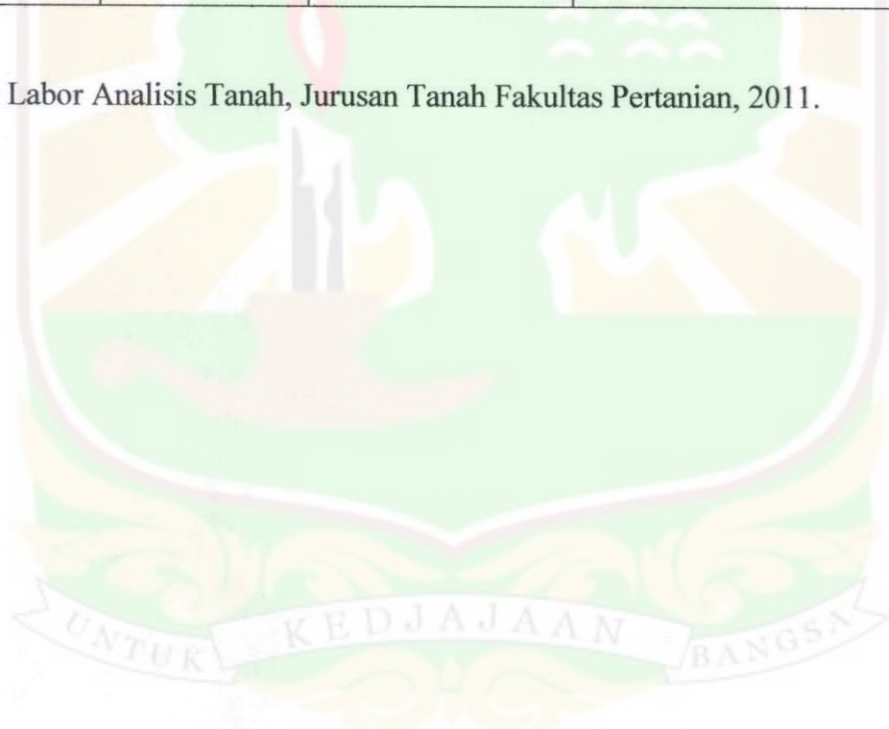 Labor Analisis Tanah, Jurusan Tanah Fakultas Pertanian, 2011.
UNTUK KEDJAJAAN BANGSA